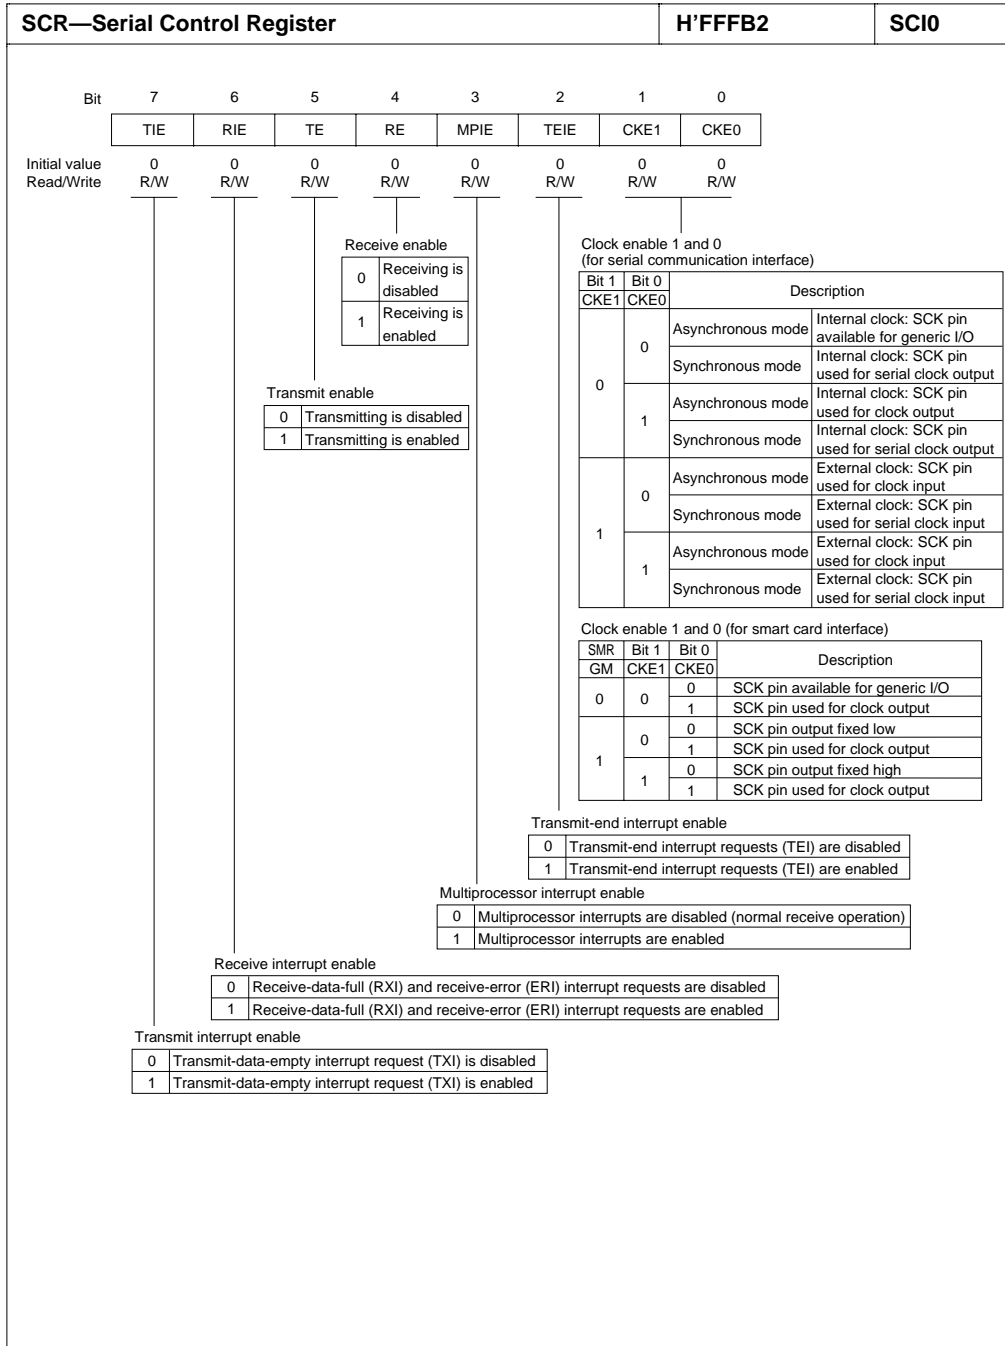 SCR—Serial Control Register H'FFFB2 SCI0
Bit 7 6 5 4 3 2 1 0
TIE RIE TE RE MPIE TEIE CKE1 CKE0
Initial value 0 0 0 0 0 0 0 0
Read/Write R/W R/W R/W R/W R/W R/W R/W R/W
Receive enable
0 Receiving is
disabled
1 Receiving is
enabled
Transmit enable
0 Transmitting is disabled
1 Transmitting is enabled
Clock enable 1 and 0
(for serial communication interface)
Bit 1 Bit 0 Description
CKE1 CKE0
0 0 Asynchronous mode Internal clock: SCK pin
available for generic I/O
Synchronous mode Internal clock: SCK pin
used for serial clock output
1 Asynchronous mode Internal clock: SCK pin
used for clock output
Synchronous mode Internal clock: SCK pin
used for serial clock output
1 0 Asynchronous mode External clock: SCK pin
used for clock input
Synchronous mode External clock: SCK pin
used for serial clock input
1 Asynchronous mode External clock: SCK pin
used for clock input
Synchronous mode External clock: SCK pin
used for serial clock input
Clock enable 1 and 0 (for smart card interface)
SMR Bit 1 Bit 0 Description
GM CKE1 CKE0
0 0 0 SCK pin available for generic I/O
1 SCK pin used for clock output
1 0 0 SCK pin output fixed low
1 SCK pin used for clock output
1 0 SCK pin output fixed high
1 SCK pin used for clock output
Transmit-end interrupt enable
0 Transmit-end interrupt requests (TEI) are disabled
1 Transmit-end interrupt requests (TEI) are enabled
Multiprocessor interrupt enable
0 Multiprocessor interrupts are disabled (normal receive operation)
1 Multiprocessor interrupts are enabled
Receive interrupt enable
0 Receive-data-full (RXI) and receive-error (ERI) interrupt requests are disabled
1 Receive-data-full (RXI) and receive-error (ERI) interrupt requests are enabled
Transmit interrupt enable
0 Transmit-data-empty interrupt request (TXI) is disabled
1 Transmit-data-empty interrupt request (TXI) is enabled